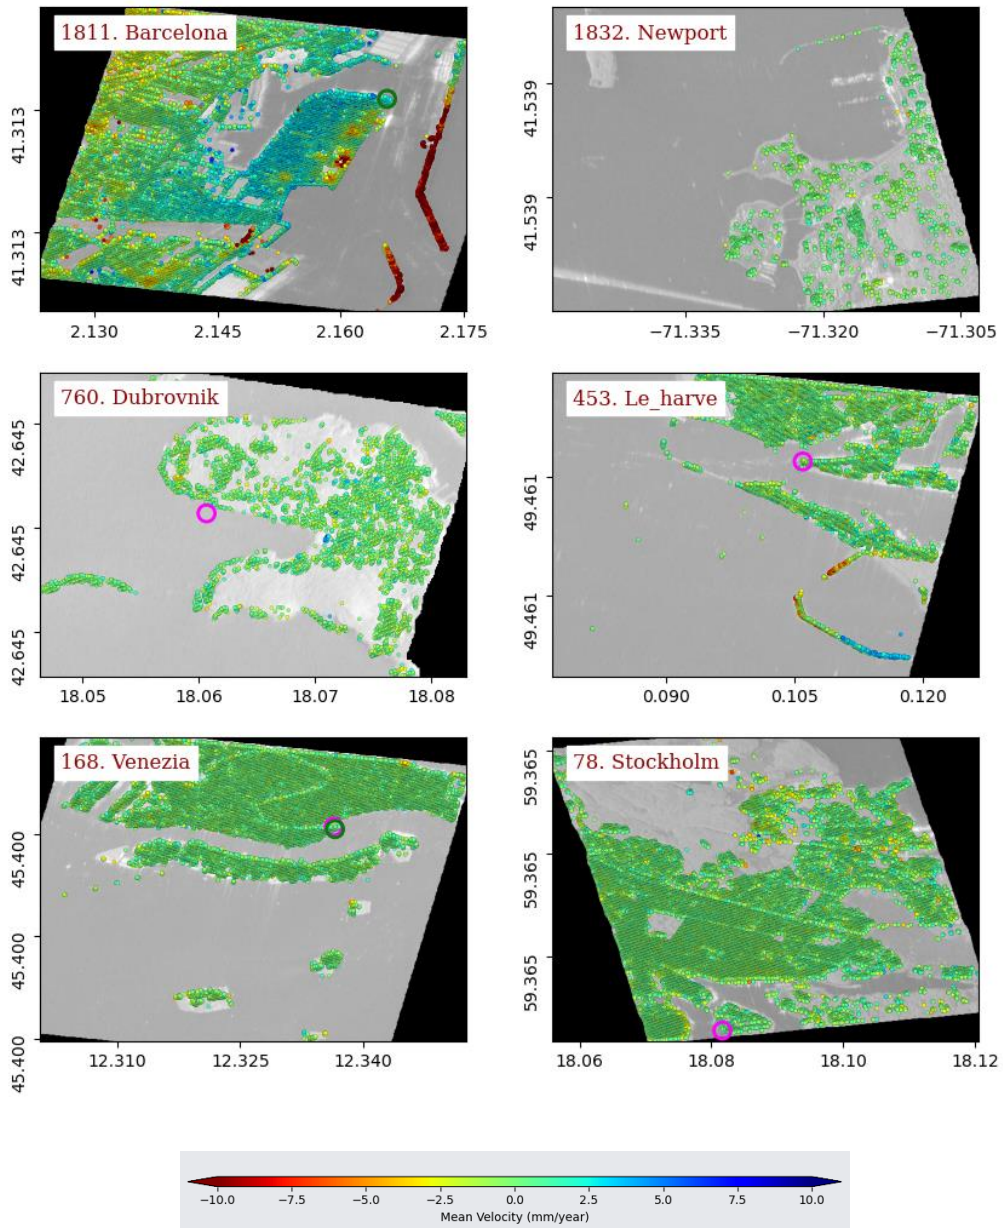 1811. Barcelona
41.313
41.313
2.130 2.145 2.160 2.175
1832. Newport
41.539
41.539
−71.335 −71.320 −71.305
760. Dubrovnik
42.645
42.645
42.645
18.05 18.06 18.07 18.08
453. Le_harve
49.461
49.461
0.090 0.105 0.120
168. Venezia
45.400
45.400
45.400
12.310 12.325 12.340
78. Stockholm
59.365
59.365
59.365
18.06 18.08 18.10 18.12
−10.0 −7.5 −5.0 −2.5 0.0 2.5 5.0 7.5 10.0
Mean Velocity (mm/year)